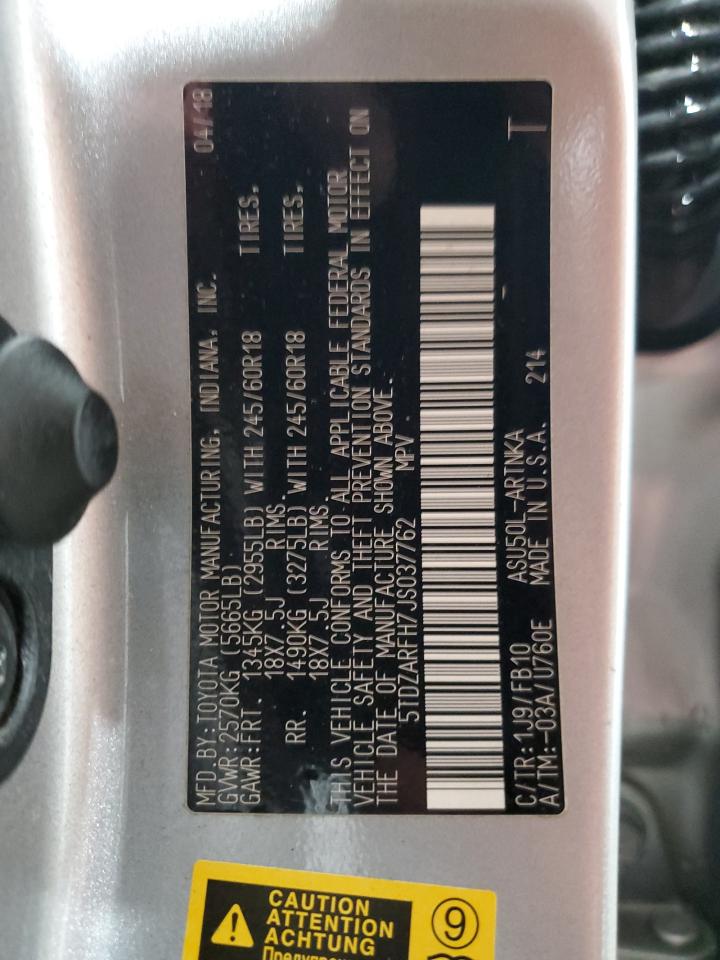 MFD.BY:TOYOTA MOTOR MANUFACTURING, INDIANA, INC. 04/18
GVWR:2570KG (5665LB)
GAWR:FRT. 1345KG (2955LB) WITH 245/60R18 TIRES,
18X7.5J RIMS,
RR. 1490KG (3275LB) WITH 245/60R18 TIRES,
18X7.5J RIMS
THIS VEHICLE CONFORMS TO ALL APPLICABLE FEDERAL MOTOR
VEHICLE SAFETY AND THEFT PREVENTION STANDARDS IN EFFECT ON
THE DATE OF MANUFACTURE SHOWN ABOVE.
5TDZARFH7JS037762 MPV
C/TR:1J9/FB10 ASU50L-ARTNKA T
A/TM:-03A/U760E MADE IN U.S.A. 214
CAUTION
ATTENTION
ACHTUNG
9